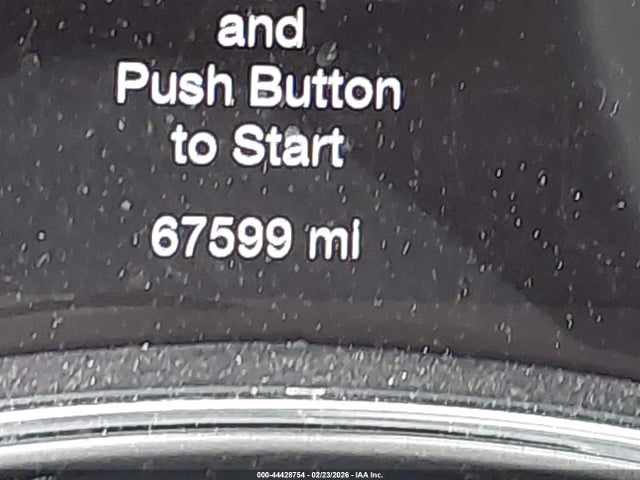 and
Push Button
to Start
67599 mi
000-44428754 - 02/23/2026 - IAA Inc.